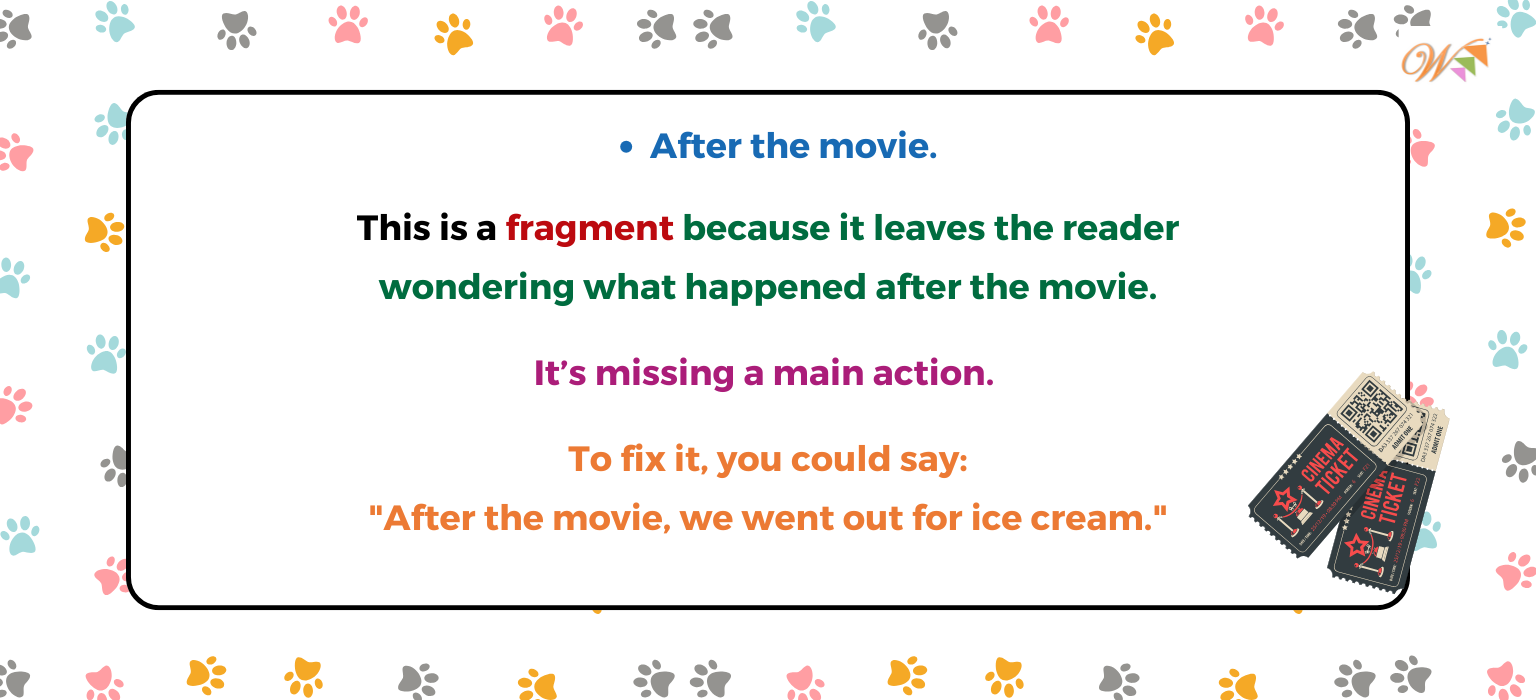 W
• After the movie.
This is a fragment because it leaves the reader
wondering what happened after the movie.
It’s missing a main action.
To fix it, you could say:
"After the movie, we went out for ice cream."
CINEMA
TICKET
ADMIT ONE
CINEMA
TICKET
ADMIT ONE